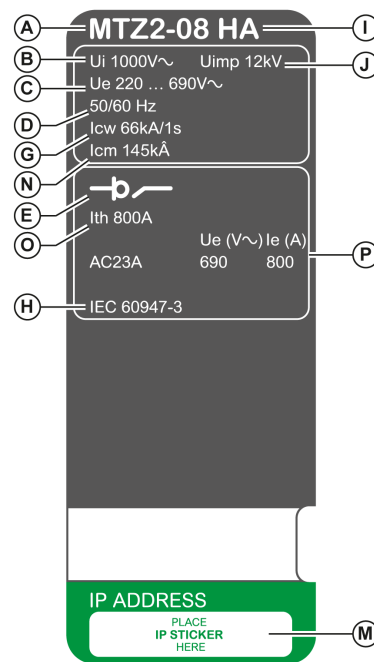 A MTZ2-08 HA I
B Ui 1000V∼ Uimp 12kV J
C Ue 220 ... 690V∼
D 50/60 Hz
G Icw 66kA/1s
N Icm 145kÂ
E
O Ith 800A
Ue (V∼) Ie (A)
AC23A 690 800 P
H IEC 60947-3
IP ADDRESS
PLACE
IP STICKER M
HERE